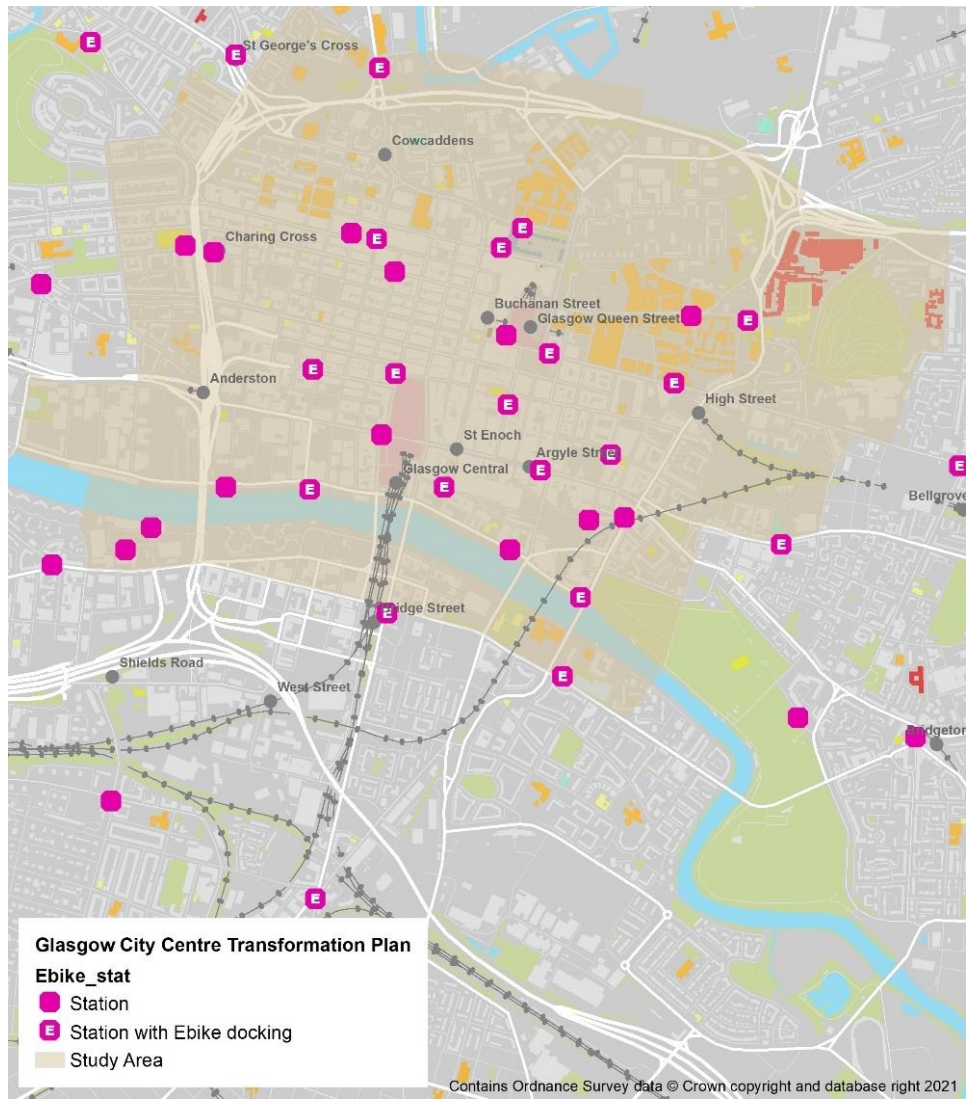 St George's Cross
Cowcaddens
Charing Cross
Buchanan Street
Glasgow Queen Street
Anderston
High Street
St Enoch
Argyle Street
Glasgow Central
Bellgrove
Bridge Street
Shields Road
West Street
Bridgeton
Glasgow City Centre Transformation Plan
Ebike_stat
Station
E Station with Ebike docking
Study Area
Contains Ordnance Survey data © Crown copyright and database right 2021